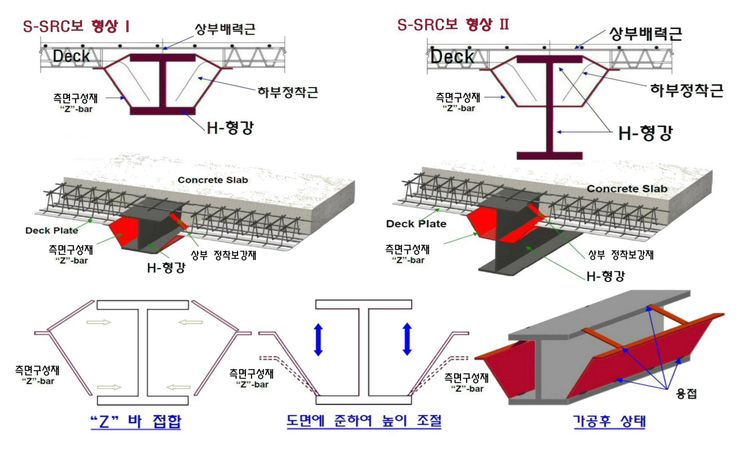 S-SRC보 형상 I
상부배력근
Deck
측면구성재
“Z”-bar
하부정착근
H-형강
S-SRC보 형상 II
상부배력근
Deck
측면구성재
“Z”-bar
하부정착근
H-형강
Concrete Slab
Deck Plate
측면구성재
“Z”-bar
H-형강
상부 정착보강재
Concrete Slab
Deck Plate
측면구성재
“Z”-bar
상부 정착보강재
H-형강
측면구성재
“Z”-bar
“Z” 바 접합
측면구성재
“Z”-bar
도면에 준하여 높이 조절
측면구성재
“Z”-bar
용접
가공후 상태